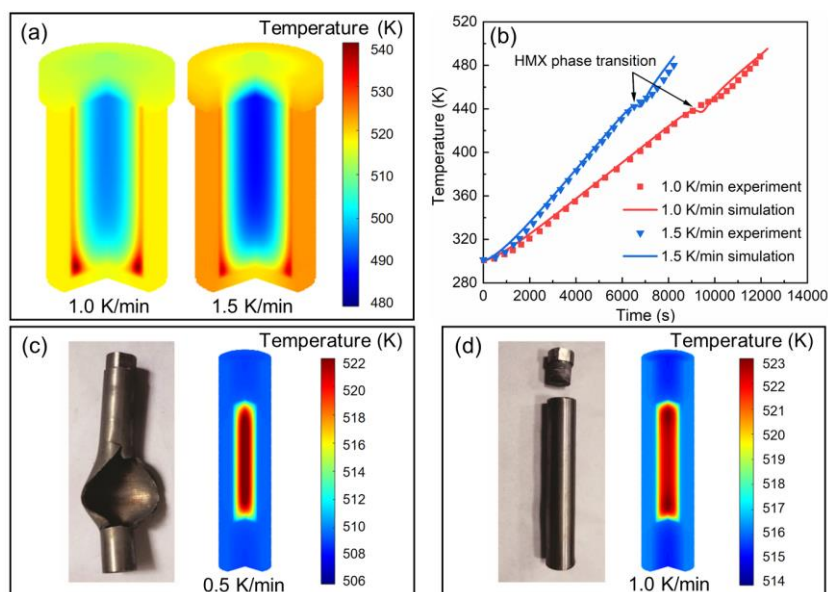 (a)
Temperature (K)
540
530
520
510
500
490
480
1.0 K/min
1.5 K/min
(b)
520
480
440
400
360
320
280
Temperature (K)
HMX phase transition
1.0 K/min experiment
1.0 K/min simulation
1.5 K/min experiment
1.5 K/min simulation
0
2000
4000
6000
8000
10000
12000
14000
Time (s)
(c)
Temperature (K)
522
520
518
516
514
512
510
508
506
0.5 K/min
(d)
Temperature (K)
523
522
521
520
519
518
517
516
515
514
1.0 K/min